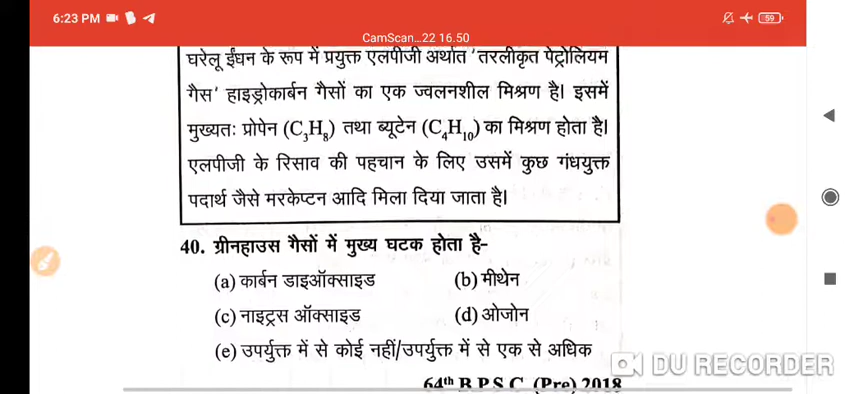 6:23 PM
59
CamScan...22 16.50
घरेलू ईंधन के रूप में प्रयुक्त एलपीजी अर्थात 'तरलीकृत पेट्रोलियम
गैस' हाइड्रोकार्बन गैसों का एक ज्वलनशील मिश्रण है। इसमें
मुख्यतः प्रोपेन (C₃H₈) तथा ब्यूटेन (C₄H₁₀) का मिश्रण होता है।
एलपीजी के रिसाव की पहचान के लिए उसमें कुछ गंधयुक्त
पदार्थ जैसे मरकेप्टन आदि मिला दिया जाता है।
40. ग्रीनहाउस गैसों में मुख्य घटक होता है-
(a) कार्बन डाइऑक्साइड (b) मीथेन
(c) नाइट्रस ऑक्साइड (d) ओजोन
(e) उपर्युक्त में से कोई नहीं/उपर्युक्त में से एक से अधिक
DU RECORDER
64th B.P.S.C. (Pre) 2018